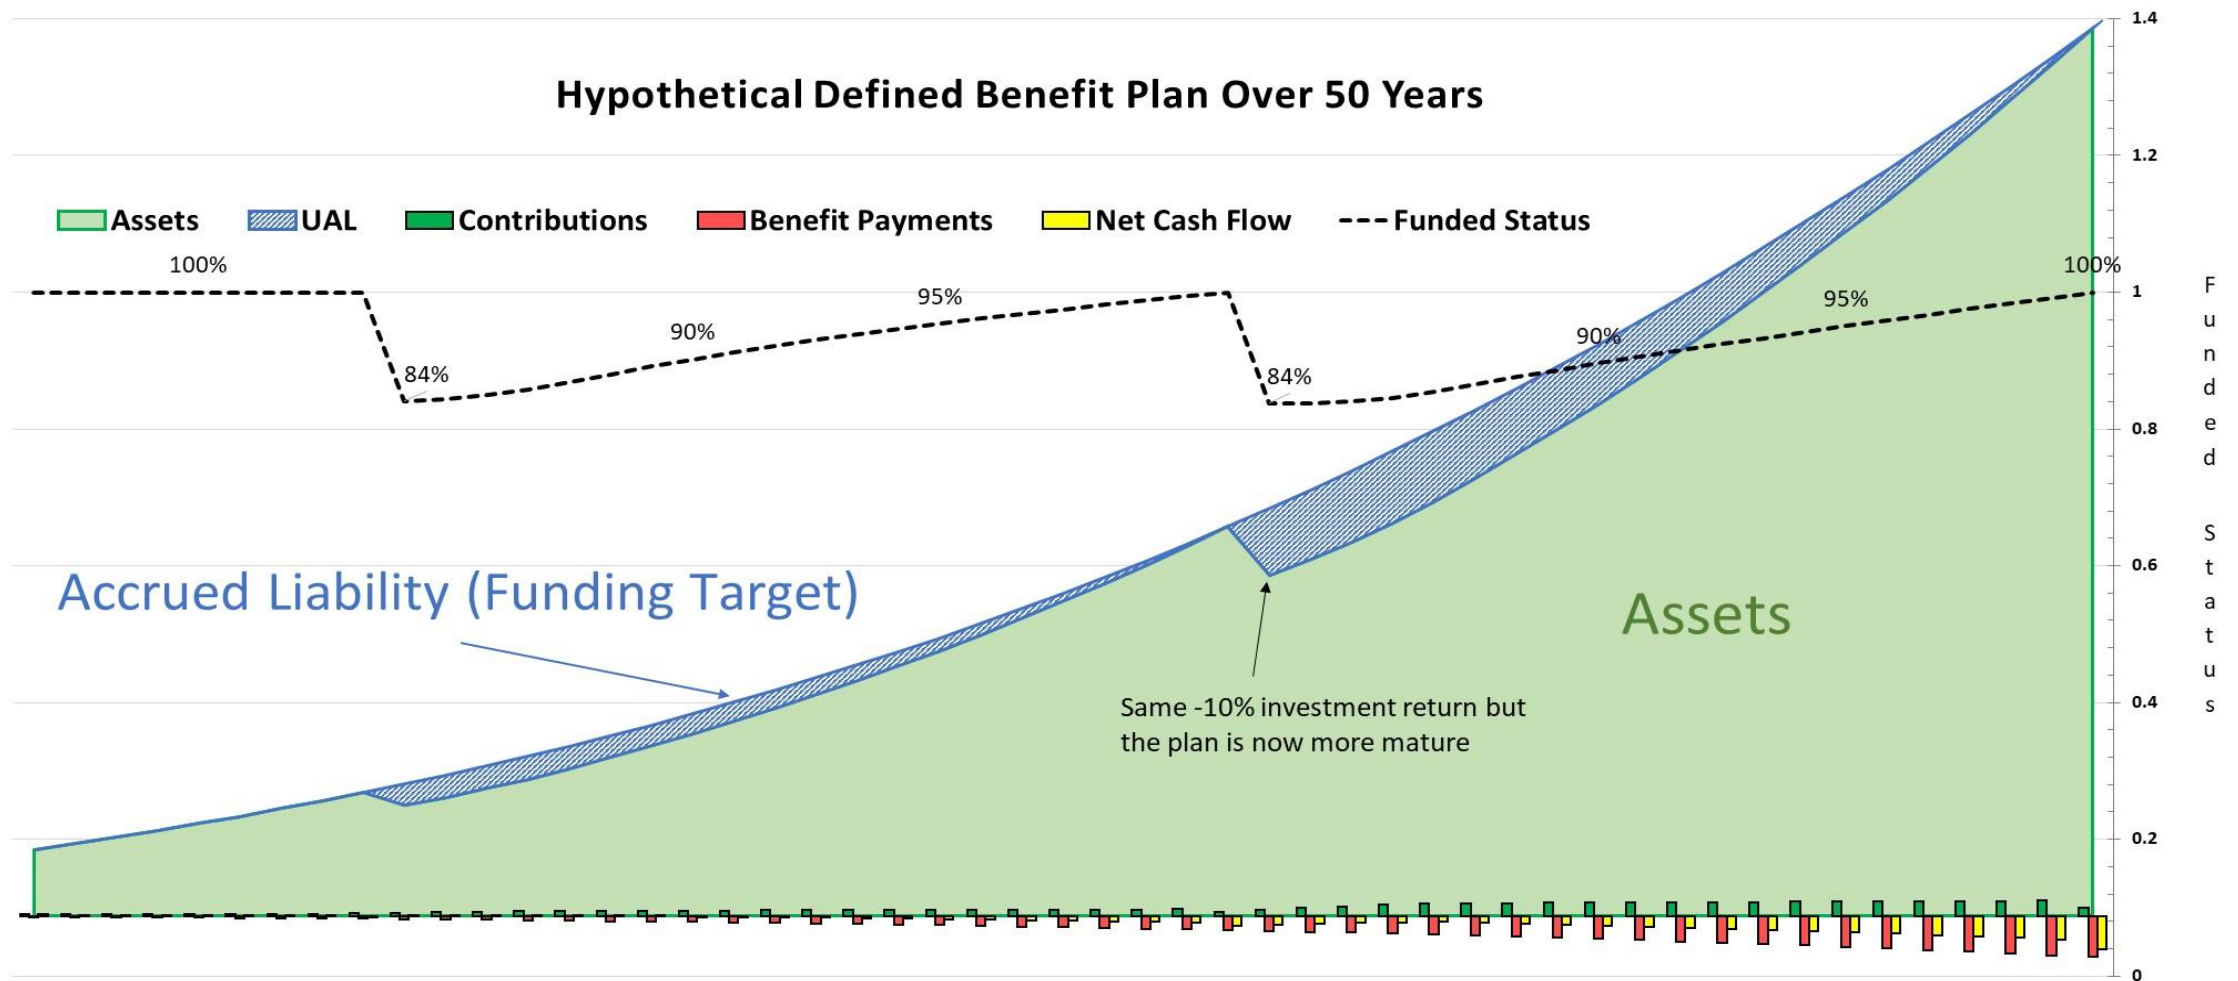 Hypothetical Defined Benefit Plan Over 50 Years
Assets UAL Contributions Benefit Payments Net Cash Flow Funded Status
100%
84%
90%
95%
84%
90%
95%
100%
Accrued Liability (Funding Target)
Assets
Same -10% investment return but
the plan is now more mature
1.4
1.2
1
0.8
0.6
0.4
0.2
0
Funded Status